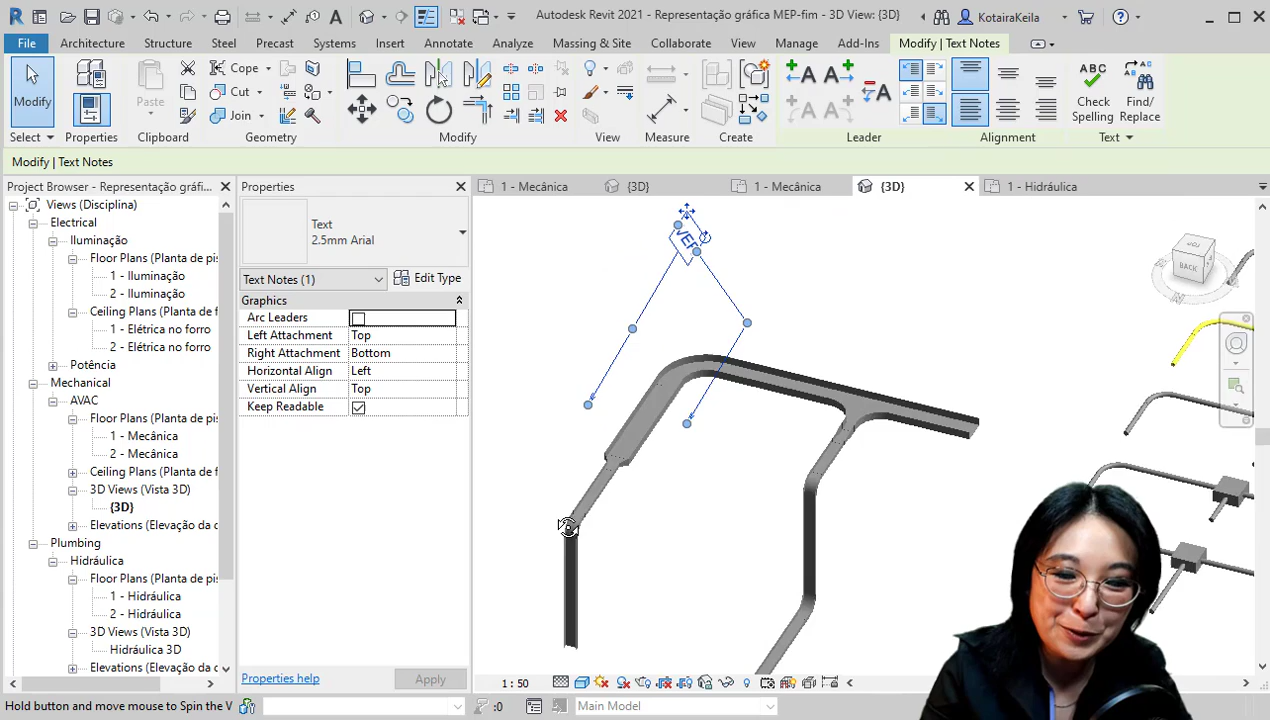 Autodesk Revit 2021 - Representação gráfica MEP-fim - 3D View: {3D}
KotairaKeila
File
Architecture
Structure
Steel
Precast
Systems
Insert
Annotate
Analyze
Massing & Site
Collaborate
View
Manage
Add-Ins
Modify | Text Notes
Modify
Properties
Paste
Cope
Cut
Join
Check Spelling
Find/ Replace
Select
Properties
Clipboard
Geometry
Modify
View
Measure
Create
Leader
Alignment
Text
Modify | Text Notes
Project Browser - Representação gráfi...
Properties
1 - Mecânica
{3D}
1 - Mecânica
{3D}
1 - Hidráulica
Views (Disciplina)
Electrical
Iluminação
Floor Plans (Planta de pis
1 - Iluminação
2 - Iluminação
Ceiling Plans (Planta de f
1 - Elétrica no forro
2 - Elétrica no forro
Potência
Mechanical
AVAC
Floor Plans (Planta de pis
1 - Mecânica
2 - Mecânica
Ceiling Plans (Planta de f
3D Views (Vista 3D)
{3D}
Elevations (Elevação da c
Plumbing
Hidráulica
Floor Plans (Planta de pis
1 - Hidráulica
2 - Hidráulica
3D Views (Vista 3D)
Hidráulica 3D
Elevations (Elevação da c
Text
2.5mm Arial
Text Notes (1)
Edit Type
Graphics
Arc Leaders
Left Attachment Top
Right Attachment Bottom
Horizontal Align Left
Vertical Align Top
Keep Readable
Properties help
Apply
BACK
1 : 50
Hold button and move mouse to Spin the V
:0
Main Model